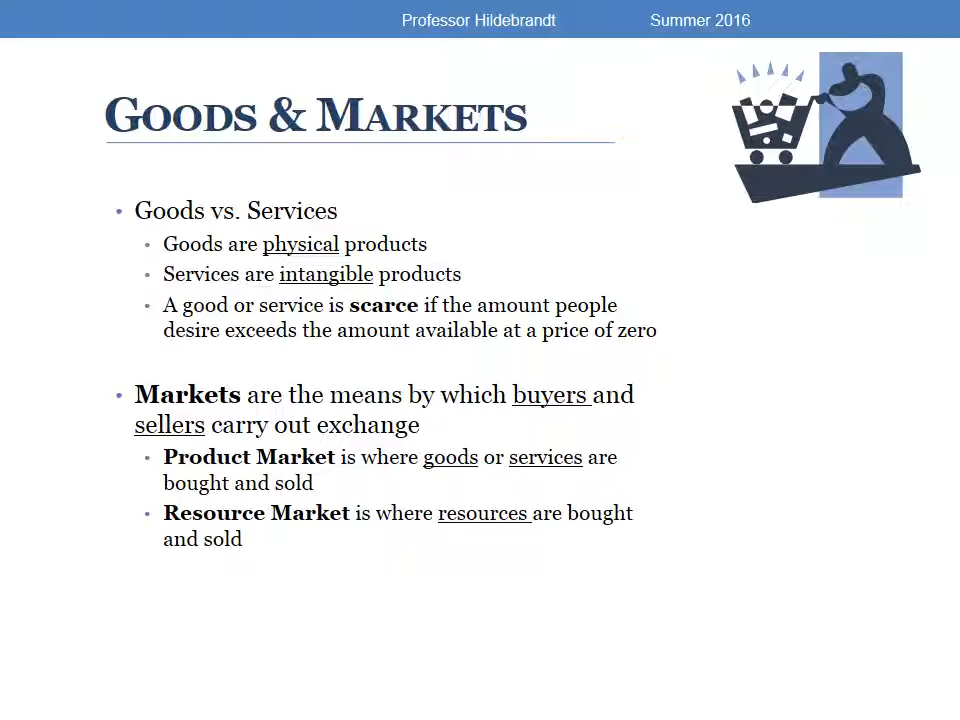 Professor Hildebrandt Summer 2016
GOODS & MARKETS
• Goods vs. Services
• Goods are physical products
• Services are intangible products
• A good or service is scarce if the amount people
desire exceeds the amount available at a price of zero
• Markets are the means by which buyers and
sellers carry out exchange
• Product Market is where goods or services are
bought and sold
• Resource Market is where resources are bought
and sold